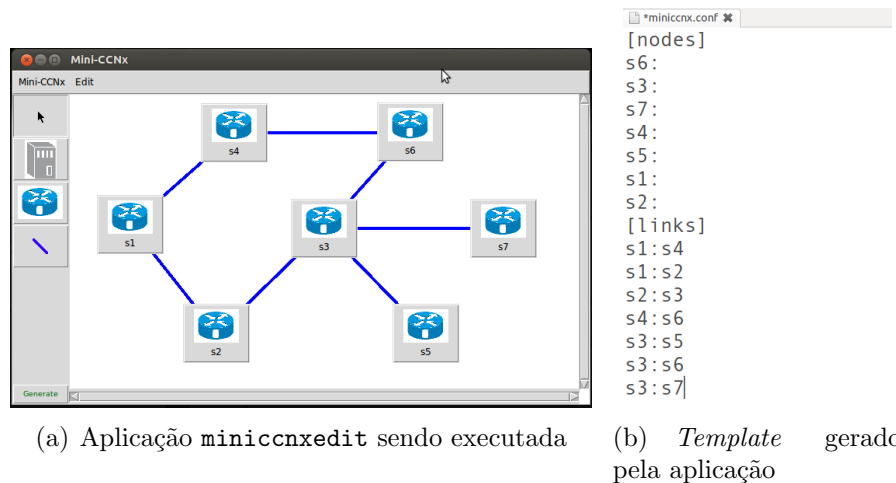 Mini-CCNx
Mini-CCNx Edit
s4
s6
s1
s3
s7
s2
s5
Generate
(a) Aplicação miniccnxedit sendo executada
*miniccnx.conf
[nodes]
s6:
s3:
s7:
s4:
s5:
s1:
s2:
[links]
s1:s4
s1:s2
s2:s3
s4:s6
s3:s5
s3:s6
s3:s7
(b) Template gerado
pela aplicação